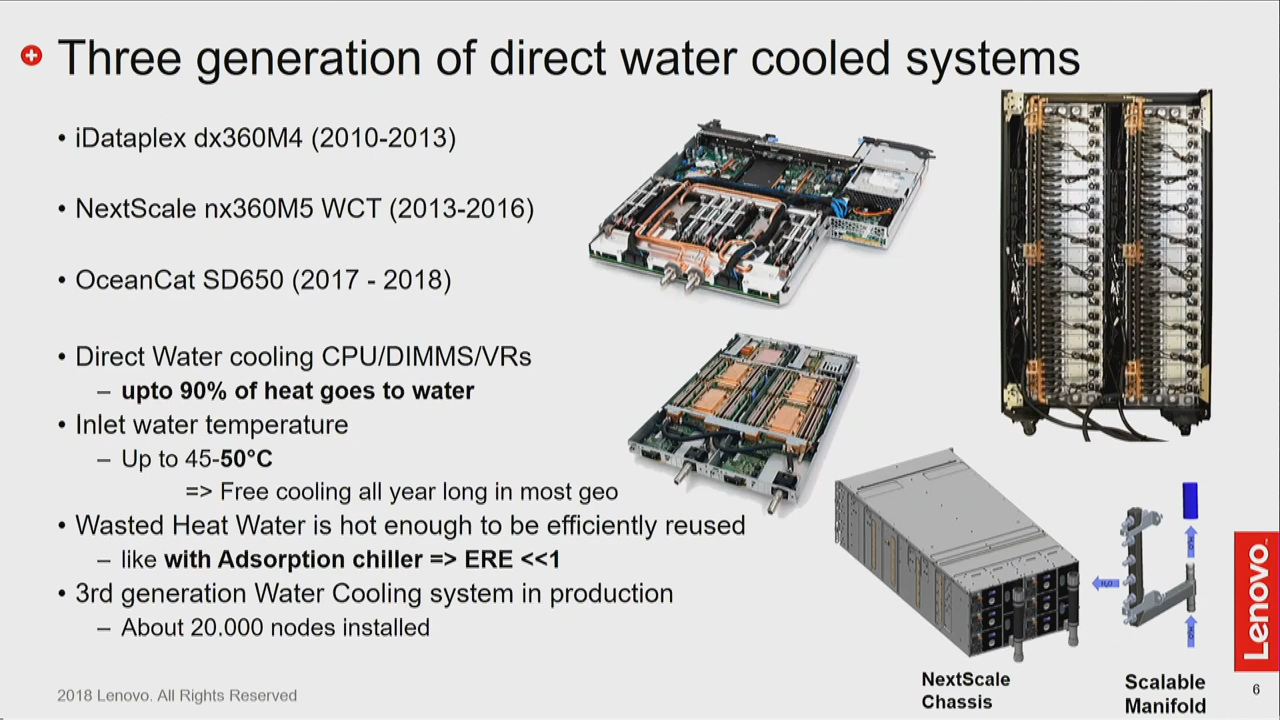 Three generation of direct water cooled systems
• iDataplex dx360M4 (2010-2013)
• NextScale nx360M5 WCT (2013-2016)
• OceanCat SD650 (2017 - 2018)
• Direct Water cooling CPU/DIMMS/VRs
– upto 90% of heat goes to water
• Inlet water temperature
– Up to 45-50°C
=> Free cooling all year long in most geo
• Wasted Heat Water is hot enough to be efficiently reused
– like with Adsorption chiller => ERE <<1
• 3rd generation Water Cooling system in production
– About 20.000 nodes installed
H₂O
H₂O
H₂O
NextScale
Chassis
Scalable
Manifold
Lenovo.
2018 Lenovo. All Rights Reserved
6